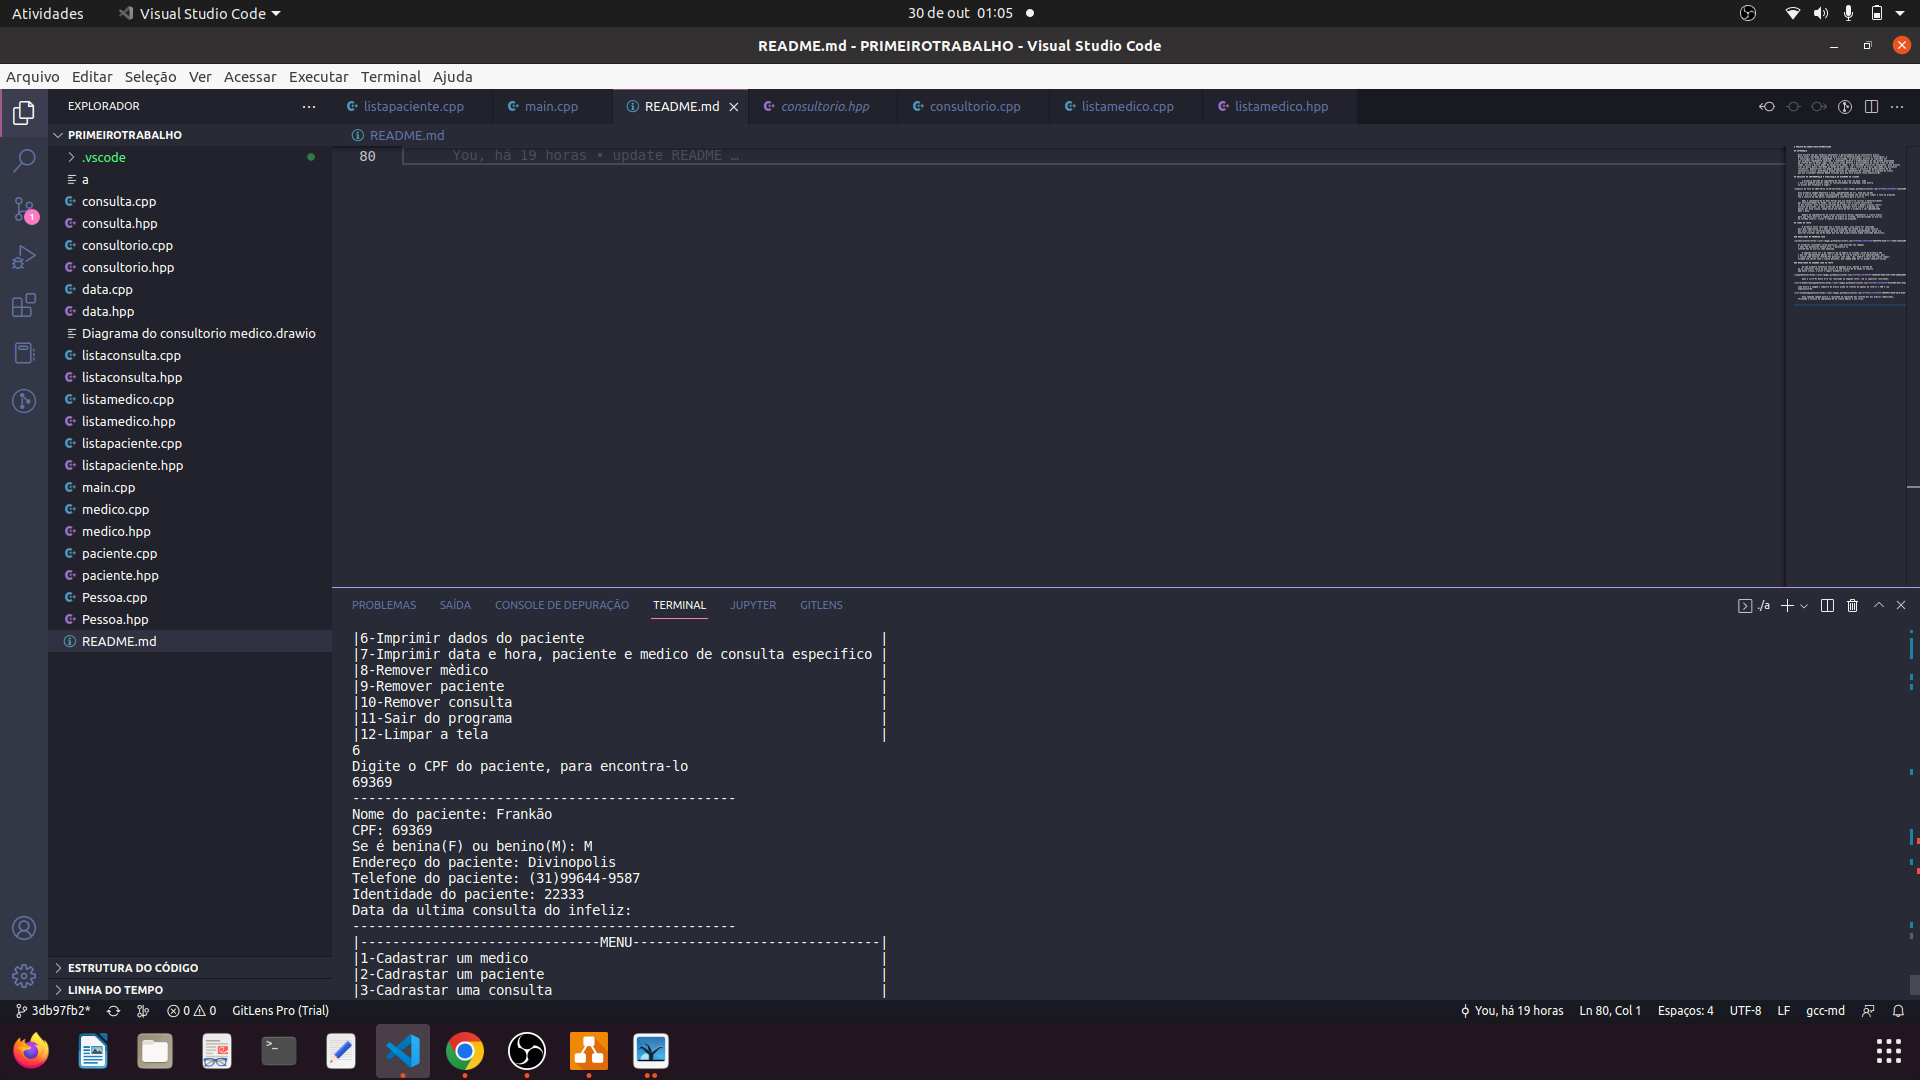 Atividades
Visual Studio Code
30 de out 01:05
README.md - PRIMEIROTRABALHO - Visual Studio Code
Arquivo Editar Seleção Ver Acessar Executar Terminal Ajuda
EXPLORADOR
listapaciente.cpp
main.cpp
README.md
consultorio.hpp
consultorio.cpp
listamedico.cpp
listamedico.hpp
PRIMEIROTRABALHO
.vscode
a
consulta.cpp
consulta.hpp
consultorio.cpp
consultorio.hpp
data.cpp
data.hpp
Diagrama do consultorio medico.drawio
listaconsulta.cpp
listaconsulta.hpp
listamedico.cpp
listamedico.hpp
listapaciente.cpp
listapaciente.hpp
main.cpp
medico.cpp
medico.hpp
paciente.cpp
paciente.hpp
Pessoa.cpp
Pessoa.hpp
README.md
ESTRUTURA DO CÓDIGO
LINHA DO TEMPO
1
README.md
80
You, há 19 horas • update README …
PROBLEMAS SAÍDA CONSOLE DE DEPURAÇÃO TERMINAL JUPYTER GITLENS
./a
|6-Imprimir dados do paciente |
|7-Imprimir data e hora, paciente e medico de consulta especifico |
|8-Remover mèdico |
|9-Remover paciente |
|10-Remover consulta |
|11-Sair do programa |
|12-Limpar a tela |
6
Digite o CPF do paciente, para encontra-lo
69369
------------------------------------------------
Nome do paciente: Frankão
CPF: 69369
Se é benina(F) ou benino(M): M
Endereço do paciente: Divinopolis
Telefone do paciente: (31)99644-9587
Identidade do paciente: 22333
Data da ultima consulta do infeliz:
------------------------------------------------
|------------------------------MENU-------------------------------|
|1-Cadastrar um medico |
|2-Cadrastar um paciente |
|3-Cadrastar uma consulta |
3db97fb2*
0 0
GitLens Pro (Trial)
You, há 19 horas
Ln 80, Col 1
Espaços: 4
UTF-8
LF
gcc-md